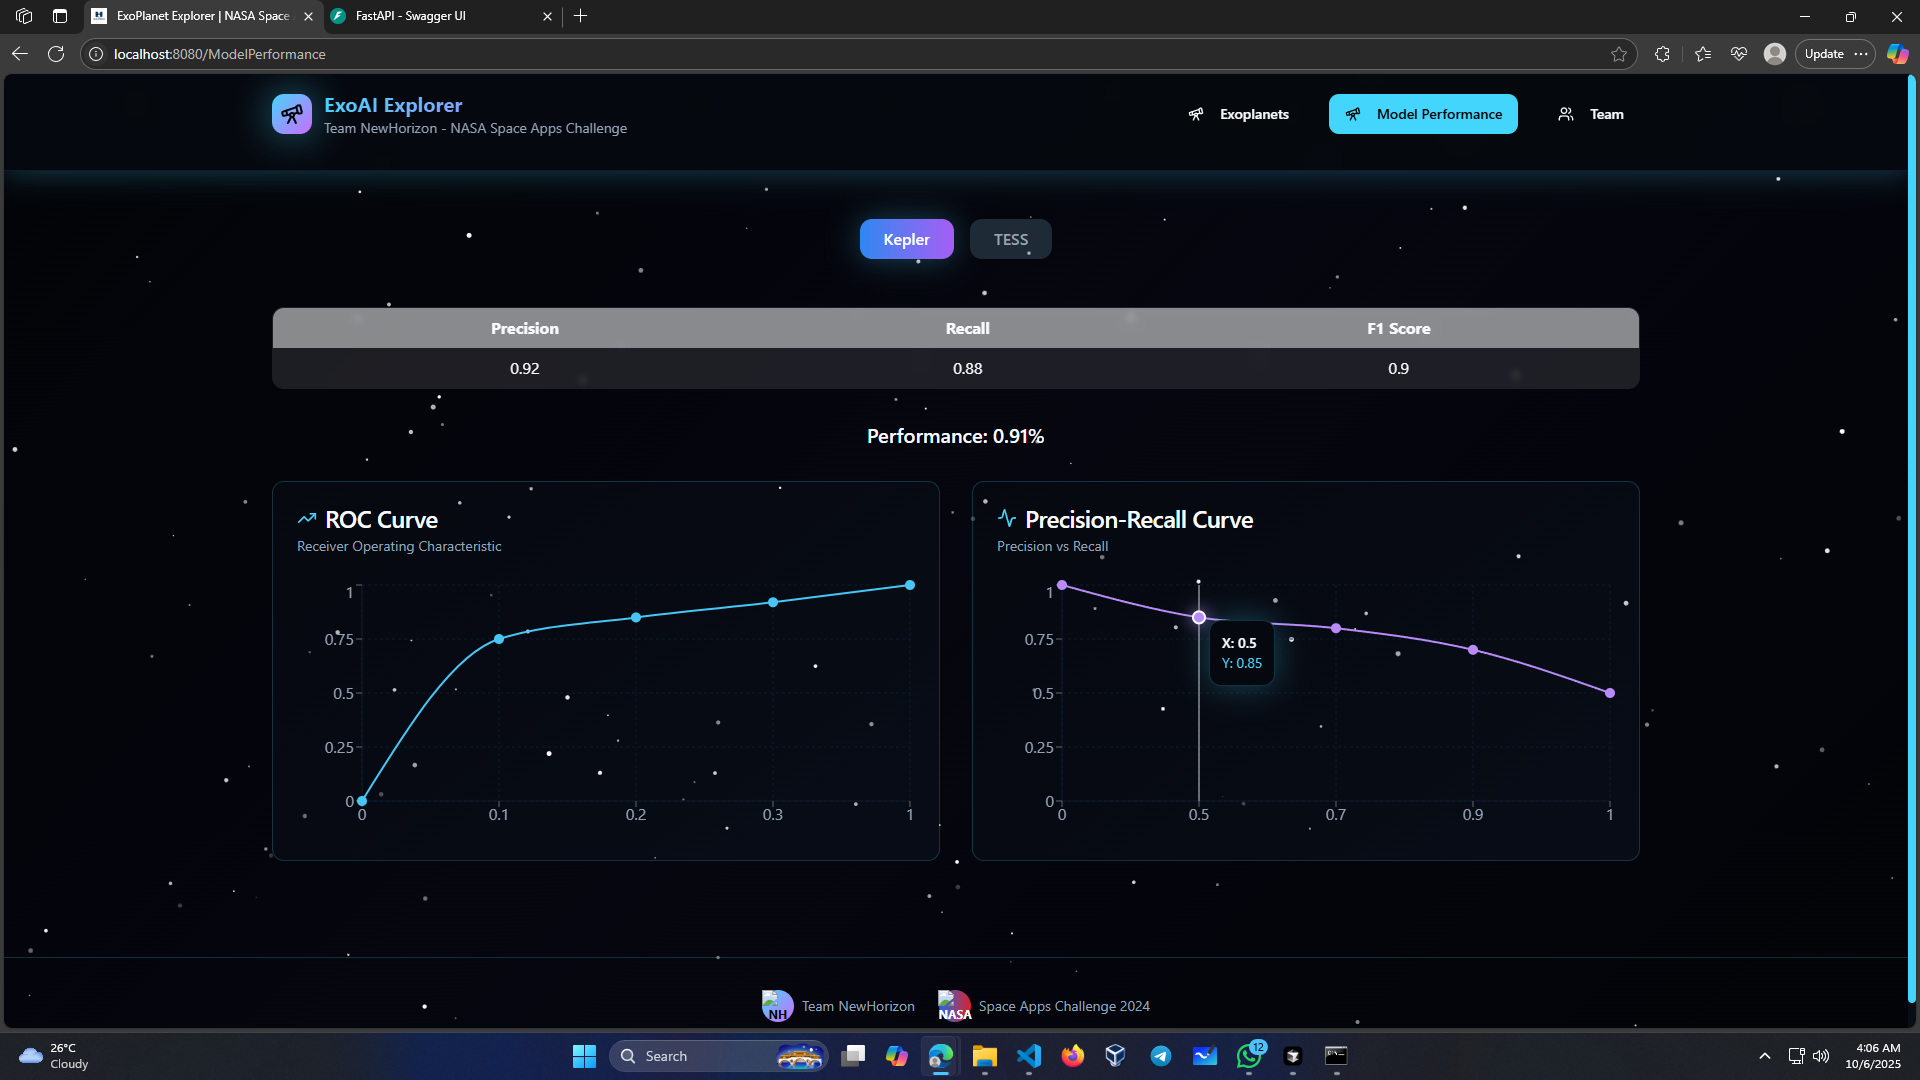 ExoPlanet Explorer | NASA Space
FastAPI - Swagger UI
localhost:8080/ModelPerformance
Update
ExoAI Explorer
Team NewHorizon - NASA Space Apps Challenge
Exoplanets
Model Performance
Team
Kepler
TESS
Precision Recall F1 Score
0.92 0.88 0.9
Performance: 0.91%
ROC Curve
Receiver Operating Characteristic
1
0.75
0.5
0.25
0
0 0.1 0.2 0.3 1
Precision-Recall Curve
Precision vs Recall
1
0.75
0.5
0.25
0
X: 0.5
Y: 0.85
0 0.5 0.7 0.9 1
NH
Team NewHorizon
NASA
Space Apps Challenge 2024
26°C
Cloudy
Search
12
4:06 AM
10/6/2025